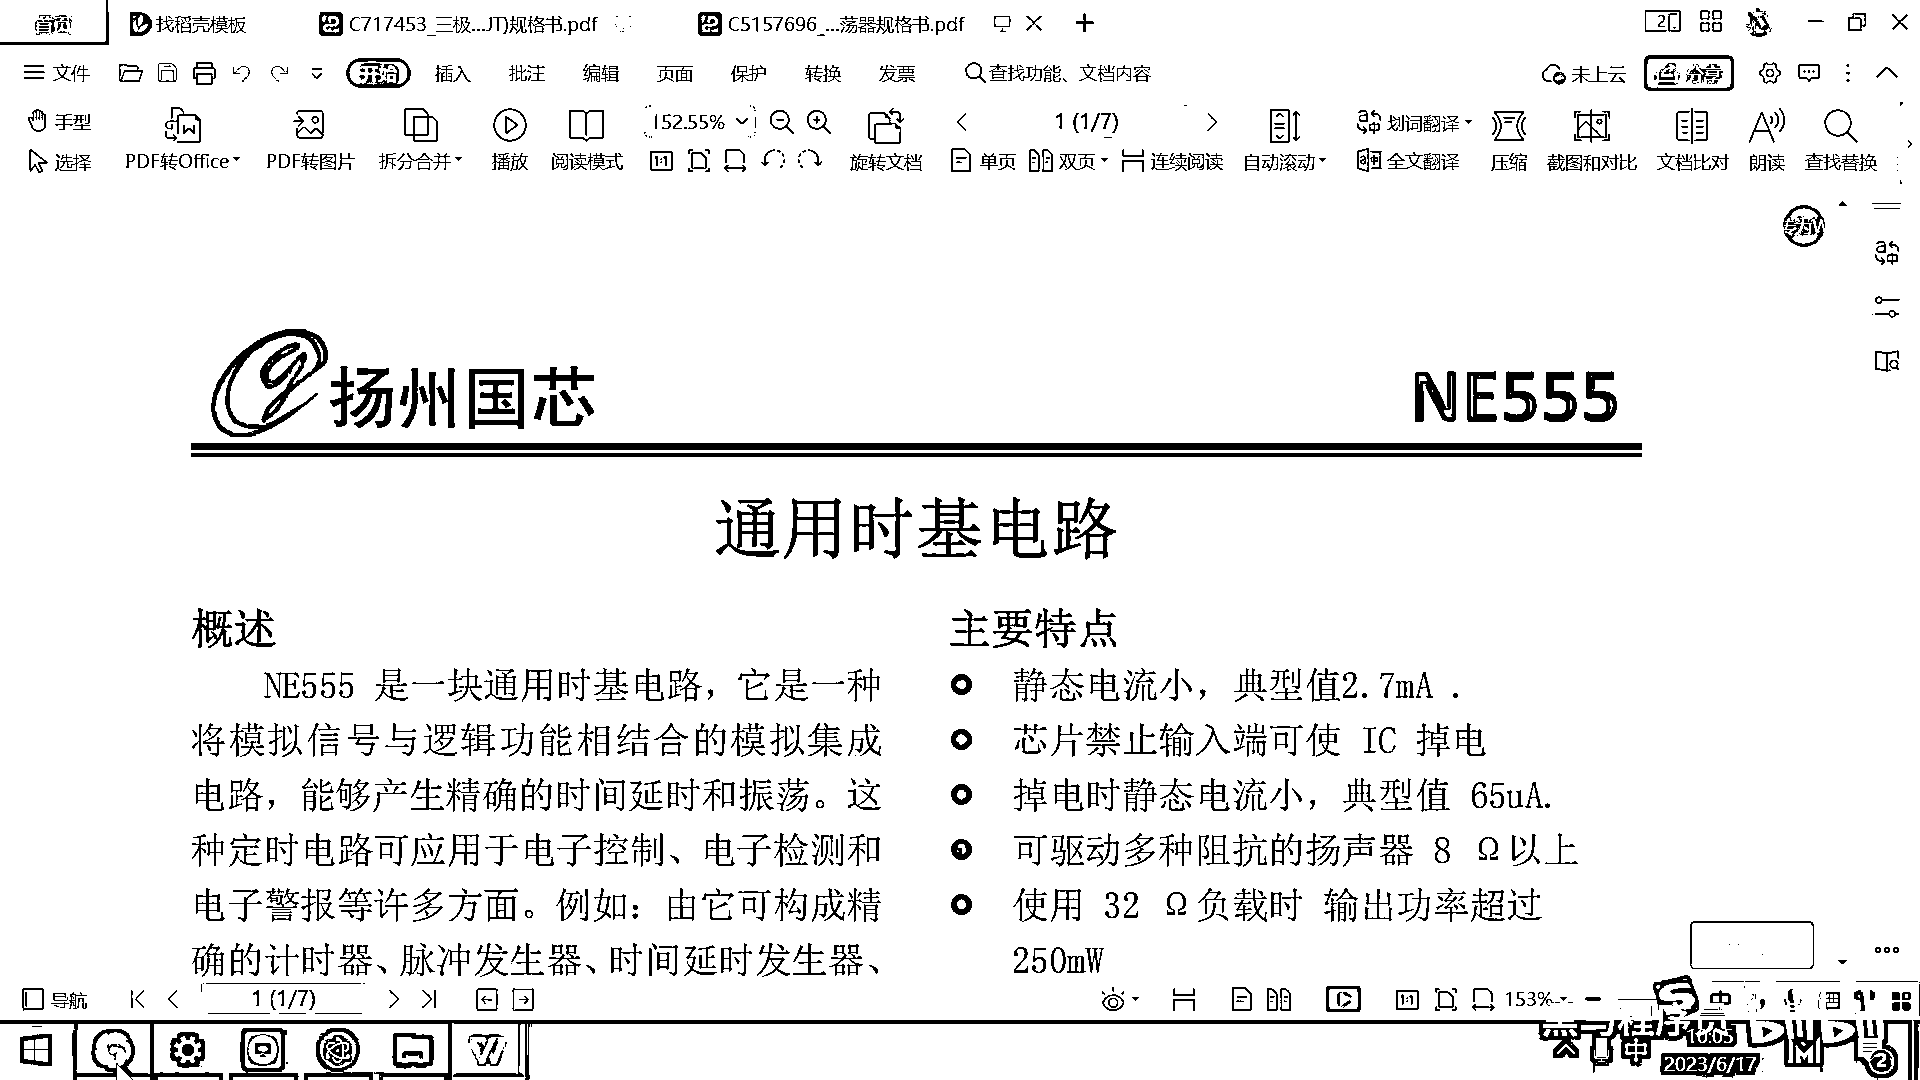 首页 找稻壳模板 C717453_三极...JT)规格书.pdf C5157696_...荡器规格书.pdf
文件 开始 插入 批注 编辑 页面 保护 转换 发票 查找功能、文档内容 未上云 分享
手型 152.55% 1 (1/7) 划词翻译
选择 PDF转Office PDF转图片 拆分合并 播放 阅读模式 旋转文档 单页 双页 连续阅读 自动滚动 全文翻译 压缩 截图和对比 文档比对 朗读 查找替换
扬州国芯 NE555
通用时基电路
概述
NE555 是一块通用时基电路，它是一种
将模拟信号与逻辑功能相结合的模拟集成
电路，能够产生精确的时间延时和振荡。这
种定时电路可应用于电子控制、电子检测和
电子警报等许多方面。例如：由它可构成精
确的计时器、脉冲发生器、时间延时发生器、
主要特点
静态电流小，典型值2.7mA .
芯片禁止输入端可使 IC 掉电
掉电时静态电流小，典型值 65uA.
可驱动多种阻抗的扬声器 8 Ω以上
使用 32 Ω负载时 输出功率超过
250mW
导航 1 (1/7) 153% 中
中 10:05
2023/6/17 2